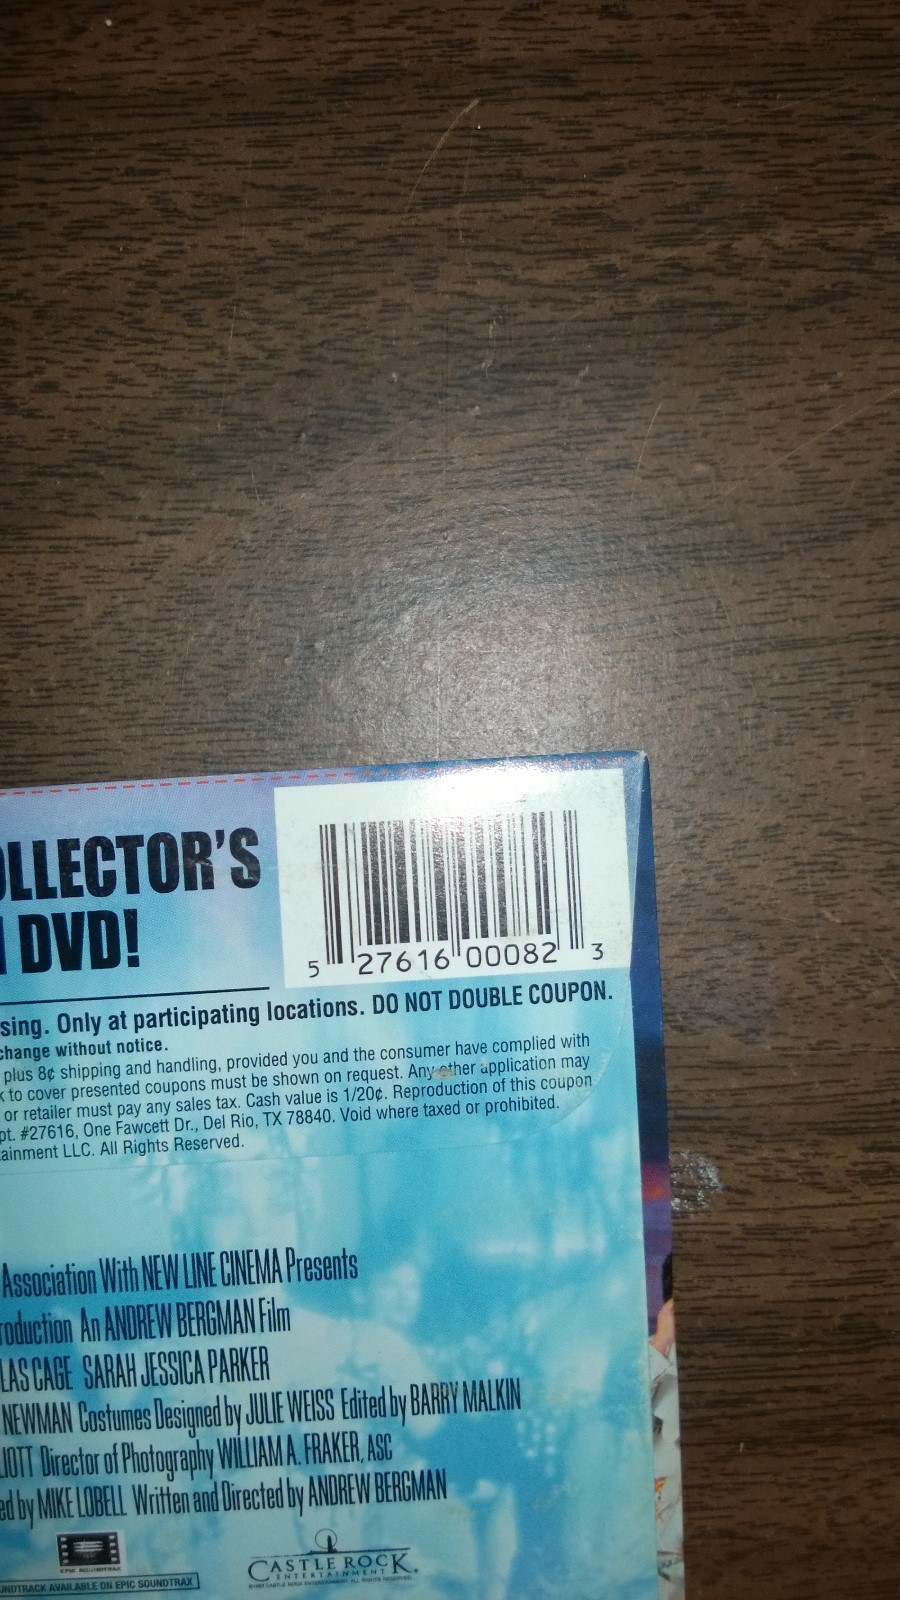 OLLECTOR'S
DVD!
5 27616 00082 3
sing. Only at participating locations. DO NOT DOUBLE COUPON.
change without notice.
plus 8¢ shipping and handling, provided you and the consumer have complied with
k to cover presented coupons must be shown on request. Any other application may
or retailer must pay any sales tax. Cash value is 1/20¢. Reproduction of this coupon
pt. #27616, One Fawcett Dr., Del Rio, TX 78840. Void where taxed or prohibited.
tainment LLC. All Rights Reserved.
Association With NEW LINE CINEMA Presents
roduction An ANDREW BERGMAN Film
LAS CAGE SARAH JESSICA PARKER
NEWMAN Costumes Designed by JULIE WEISS Edited by BARRY MALKIN
LIOTT Director of Photography WILLIAM A. FRAKER, ASC
ed by MIKE LOBELL Written and Directed by ANDREW BERGMAN
EPIC SOUNDTRAX
UNDTRACK AVAILABLE ON EPIC SOUNDTRAX
CASTLE ROCK
ENTERTAINMENT